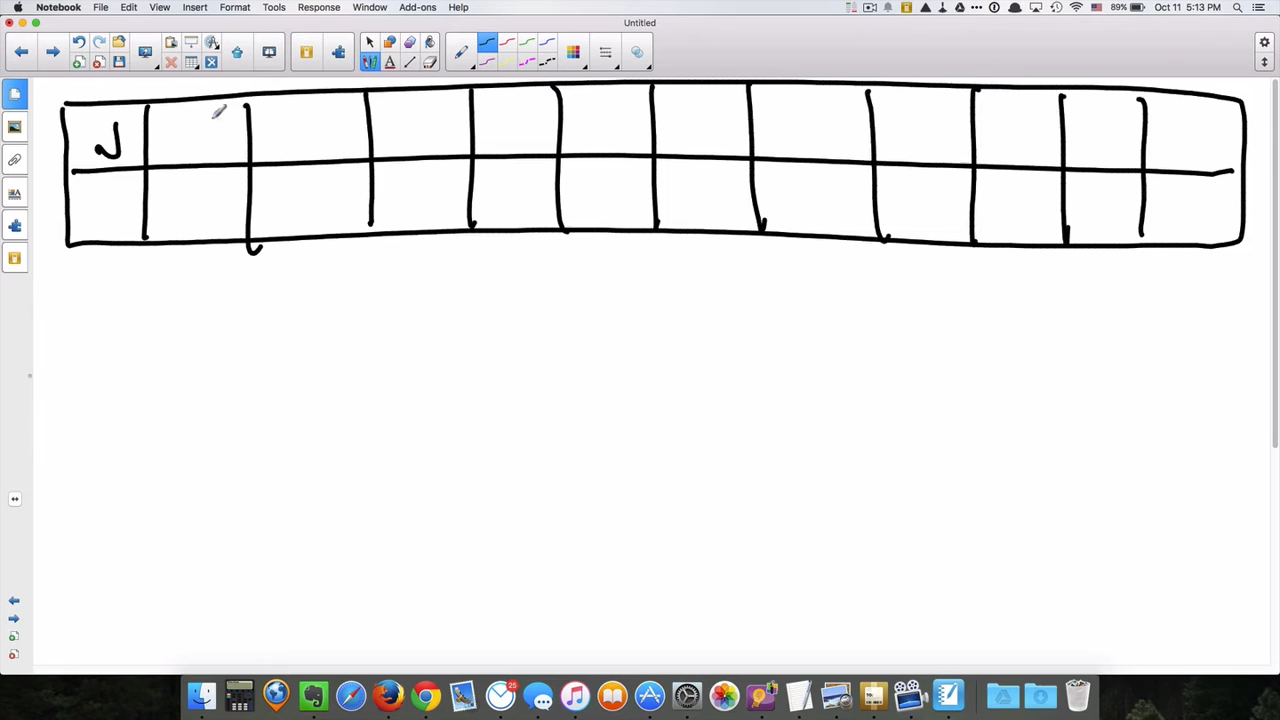 Notebook File Edit View Insert Format Tools Response Window Add-ons Help 89% Oct 11 5:13 PM
Untitled
A
J
25